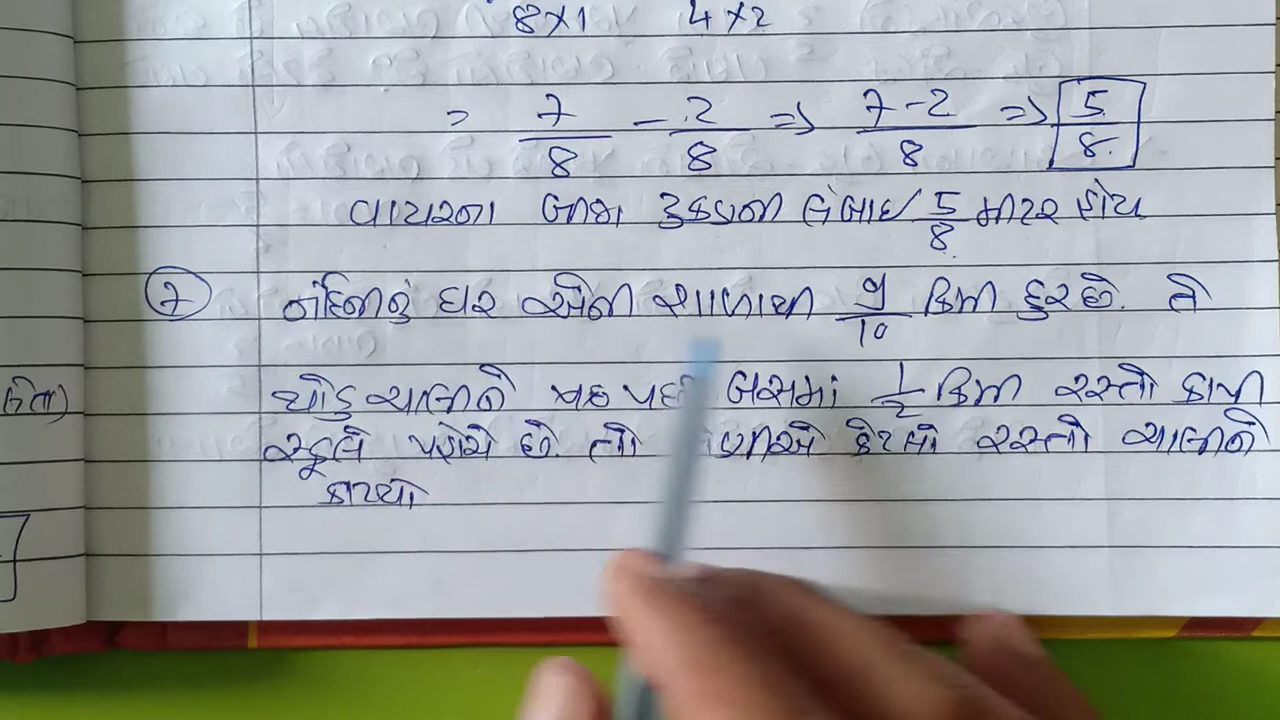 8×1 4×2
= 7/8 - 2/8 => 7-2/8 => 5/8
વાયરના બીજા ટુકડાની લંબાઈ 5/8 મીટર હોય
7 નંદિનીનું ઘર એની શાળાથી 9/10 કિમી દુર છે. તે
થોડુ ચાલીને અને પછી બસમાં 1/2 કિમી રસ્તો કાપી
સ્કૂલે પહોચે છે. તો કેટલો રસ્તો ચાલીને
કાપ્યો